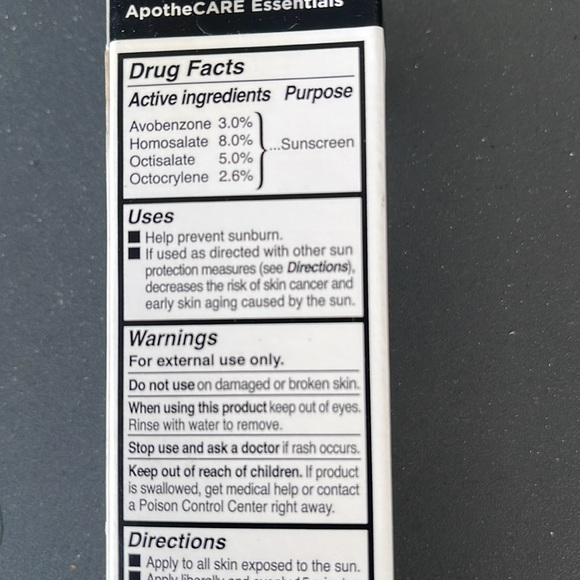 ApotheCARE Essentials
Drug Facts
Active ingredients Purpose
Avobenzone 3.0%
Homosalate 8.0%
Octisalate 5.0%
Octocrylene 2.6%
...Sunscreen
Uses
■ Help prevent sunburn.
■ If used as directed with other sun
protection measures (see Directions),
decreases the risk of skin cancer and
early skin aging caused by the sun.
Warnings
For external use only.
Do not use on damaged or broken skin.
When using this product keep out of eyes.
Rinse with water to remove.
Stop use and ask a doctor if rash occurs.
Keep out of reach of children. If product
is swallowed, get medical help or contact
a Poison Control Center right away.
Directions
■ Apply to all skin exposed to the sun.
■ Apply liberally and